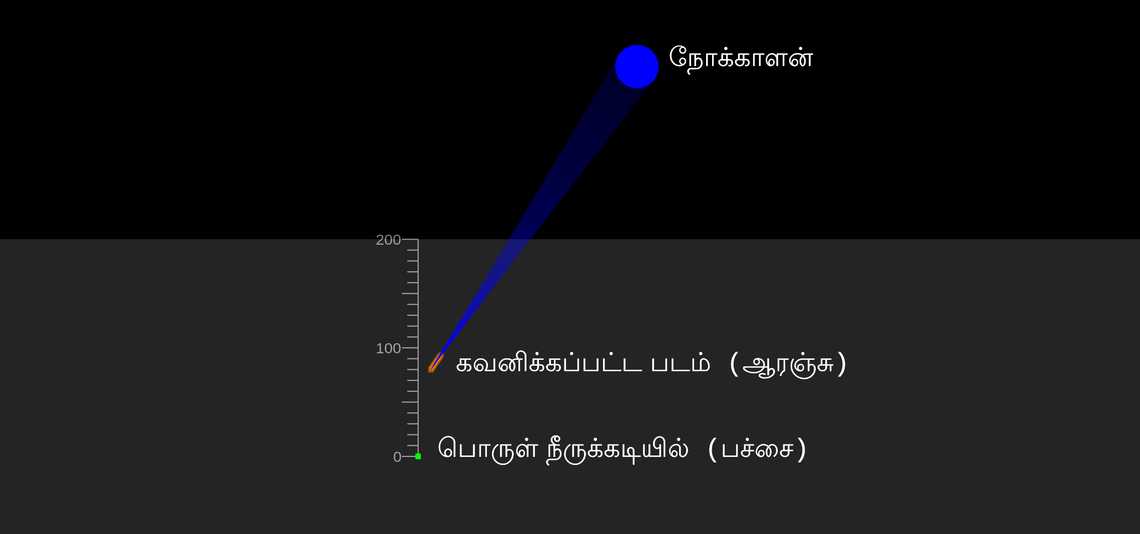 நோக்காளன்
200
100
கவனிக்கப்பட்ட படம் (ஆரஞ்சு)
பொருள் நீருக்கடியில் (பச்சை)
0